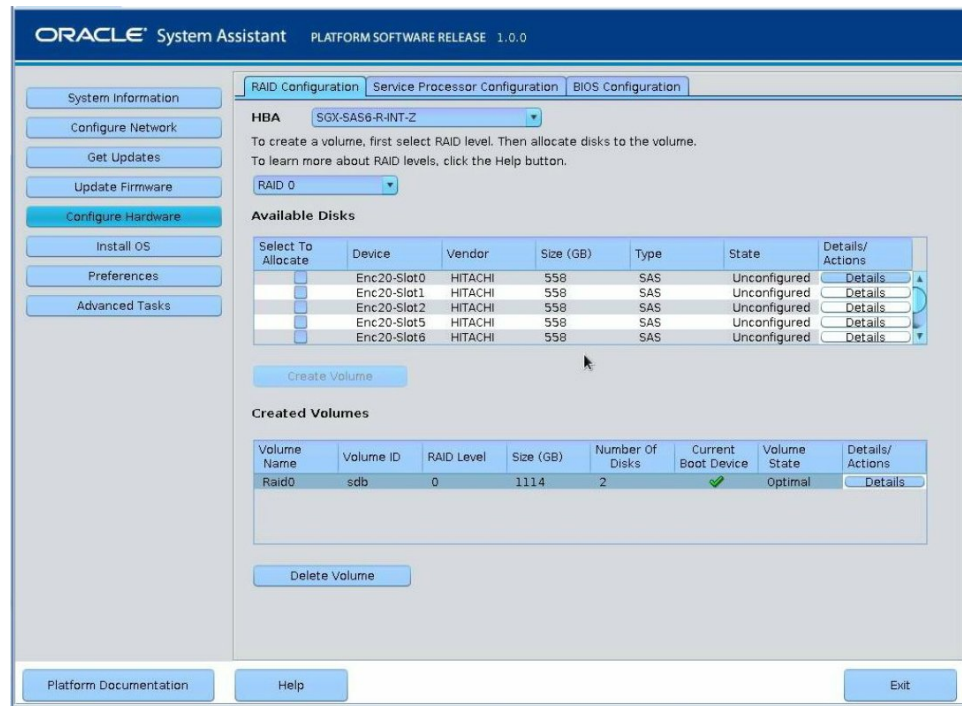 ORACLE® System Assistant PLATFORM SOFTWARE RELEASE 1.0.0
System Information
Configure Network
Get Updates
Update Firmware
Configure Hardware
Install OS
Preferences
Advanced Tasks
RAID Configuration Service Processor Configuration BIOS Configuration
HBA SGX-SAS6-R-INT-Z
To create a volume, first select RAID level. Then allocate disks to the volume.
To learn more about RAID levels, click the Help button.
RAID 0
Available Disks
Select To Allocate Device Vendor Size (GB) Type State Details/ Actions
Enc20-Slot0 HITACHI 558 SAS Unconfigured Details
Enc20-Slot1 HITACHI 558 SAS Unconfigured Details
Enc20-Slot2 HITACHI 558 SAS Unconfigured Details
Enc20-Slot5 HITACHI 558 SAS Unconfigured Details
Enc20-Slot6 HITACHI 558 SAS Unconfigured Details
Create Volume
Created Volumes
Volume Name Volume ID RAID Level Size (GB) Number Of Disks Current Boot Device Volume State Details/ Actions
Raid0 sdb 0 1114 2 Optimal Details
Delete Volume
Platform Documentation Help Exit